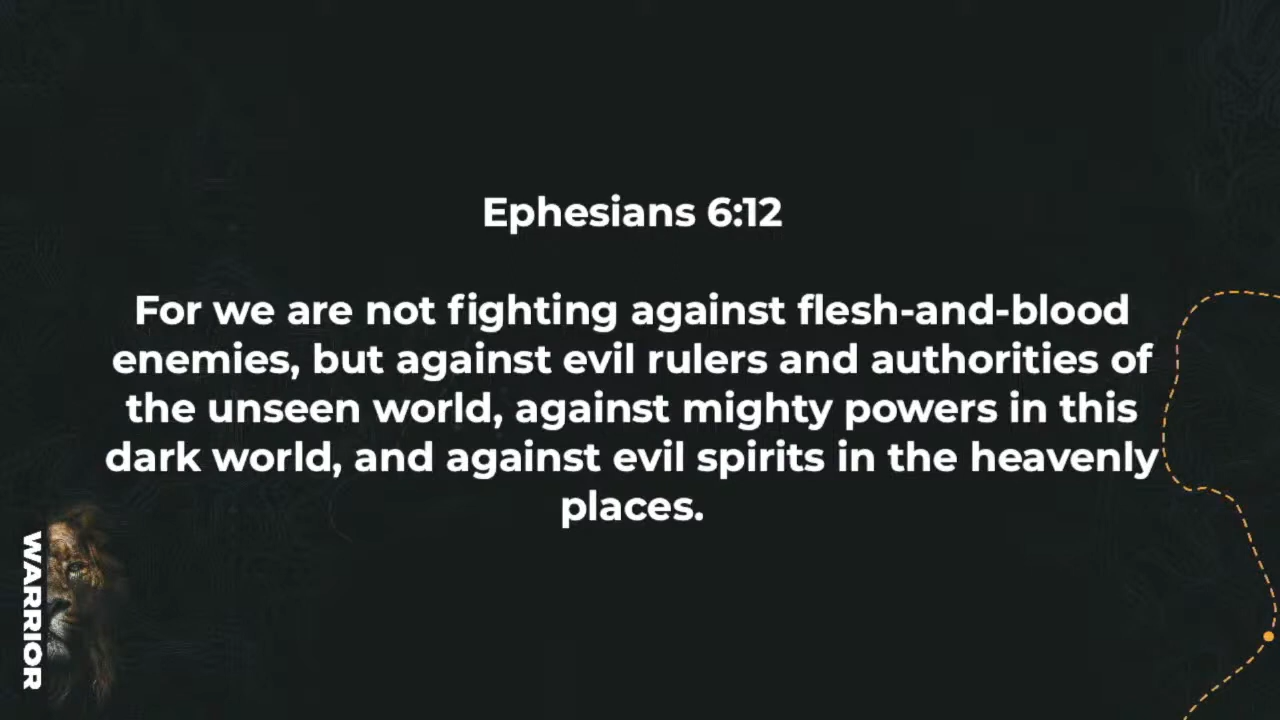 Ephesians 6:12
For we are not fighting against flesh-and-blood
enemies, but against evil rulers and authorities of
the unseen world, against mighty powers in this
dark world, and against evil spirits in the heavenly
places.
WARRIOR